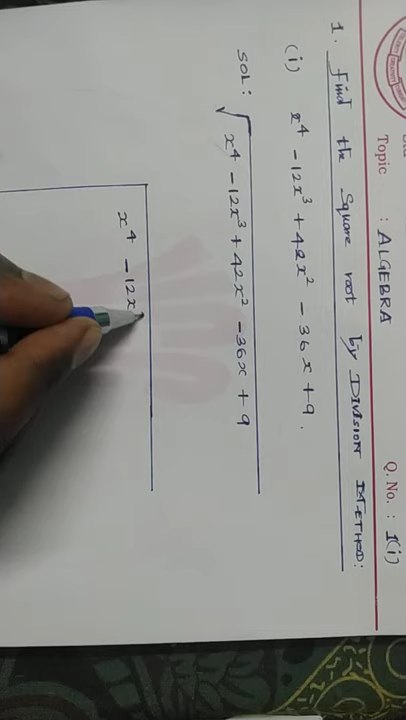 Topic : ALGEBRA Q. No. : 1(i)
1. Find the Square root by DIVISION METHOD:
(i) x⁴ - 12x³ + 42x² - 36x + 9.
SOL: √x⁴ - 12x³ + 42x² - 36x + 9
x⁴ - 12x